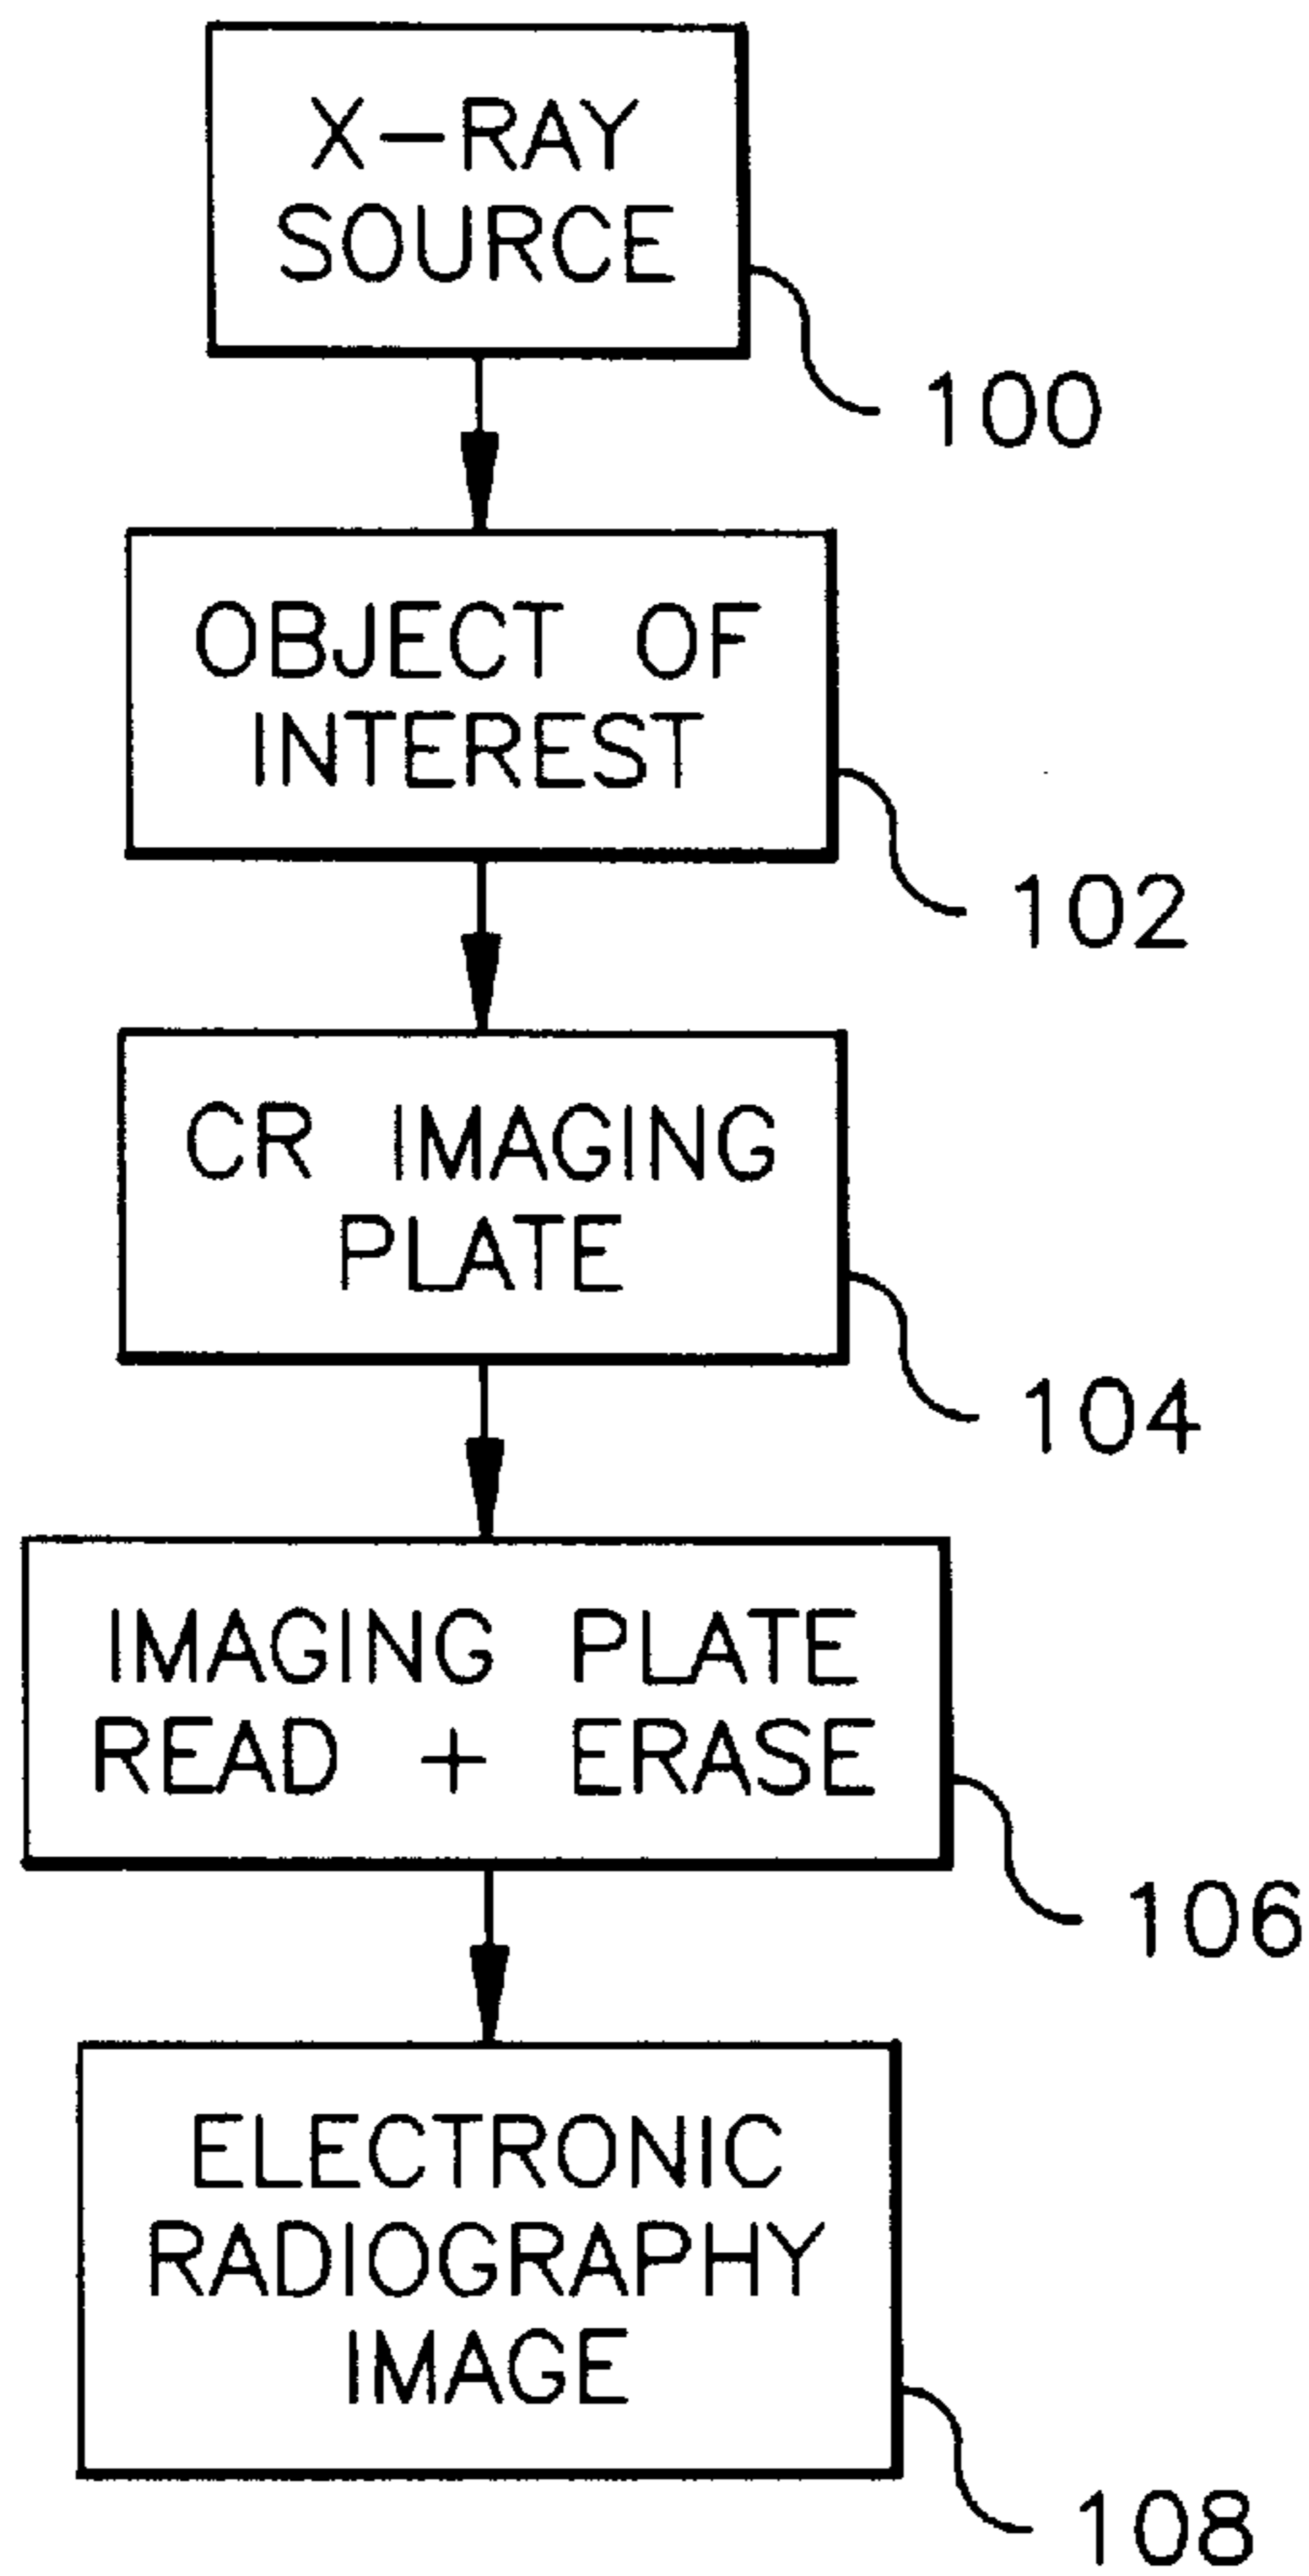 X-RAY
SOURCE
100
OBJECT OF
INTEREST
102
CR IMAGING
PLATE
104
IMAGING PLATE
READ + ERASE
106
ELECTRONIC
RADIOGRAPHY
IMAGE
108